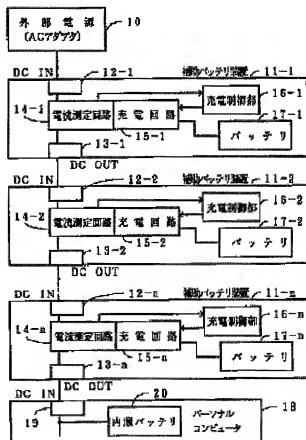 外部電源
(ACアダプタ)
10
DC IN
12-1
補助バッテリ装置
11-1
14-1
電流測定回路
充電回路
充電制御部
16-1
17-1
15-1
バッテリ
13-1
DC OUT
DC IN
12-2
補助バッテリ装置
11-2
14-2
電流測定回路
充電回路
充電制御部
16-2
17-2
15-2
バッテリ
13-2
DC OUT
DC IN
12-n
補助バッテリ装置
11-n
14-n
電流測定回路
充電回路
充電制御部
16-n
17-n
15-n
バッテリ
13-n
DC OUT
DC IN
20
18
19
内蔵バッテリ
パーソナル
コンピュータ